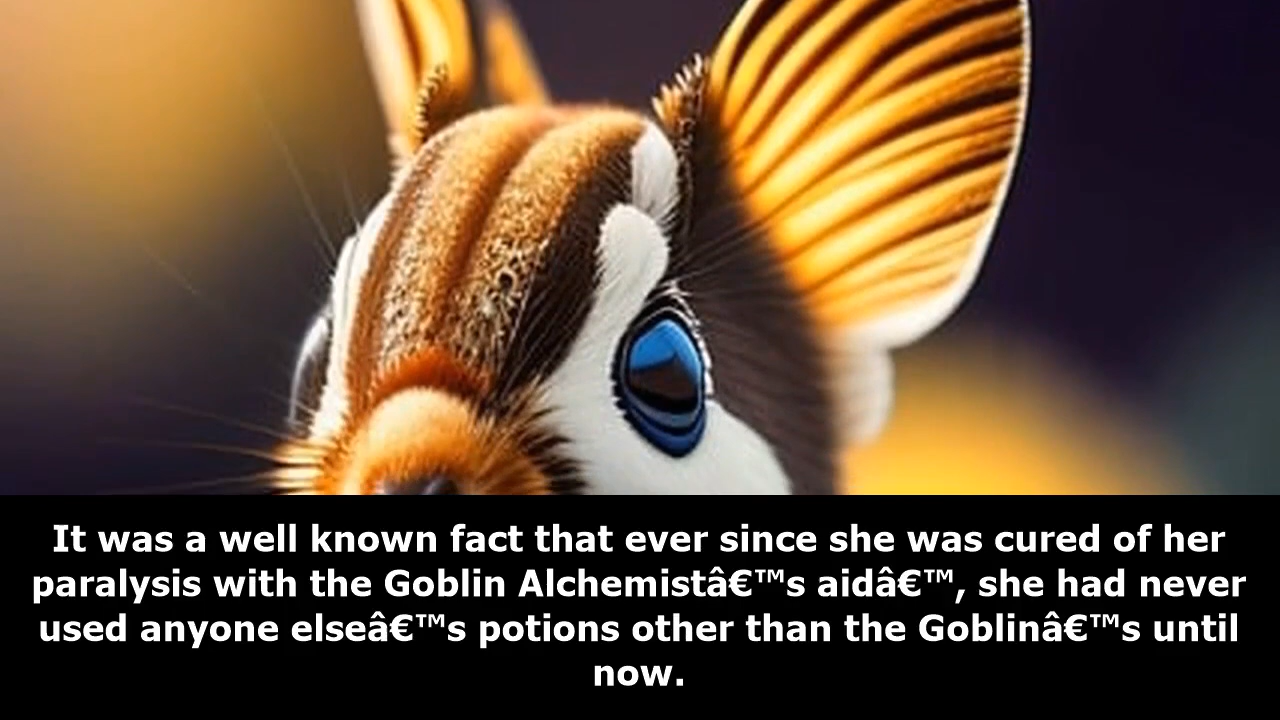 It was a well known fact that ever since she was cured of her
paralysis with the Goblin Alchemistâ€™s aidâ€™, she had never
used anyone elseâ€™s potions other than the Goblinâ€™s until
now.